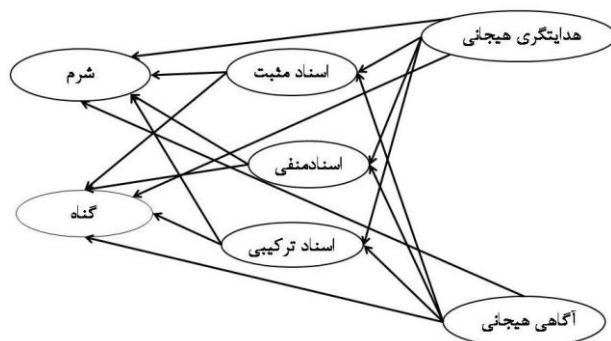 هدایتگری هیجانی
شرم
اسناد مثبت
اسنادمنفی
گناه
اسناد ترکیبی
آگاهی هیجانی